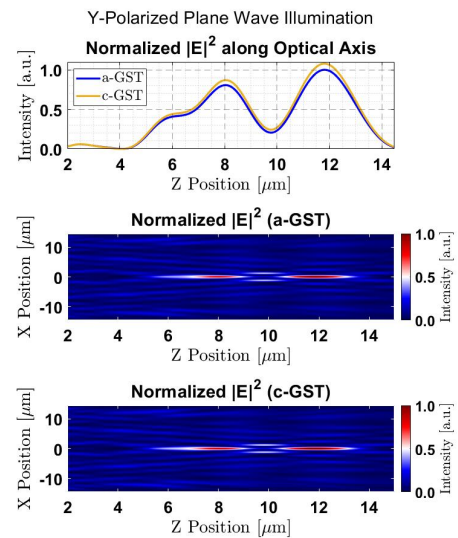 Y-Polarized Plane Wave Illumination
Normalized |E|² along Optical Axis
Intensity [a.u.]
1.0
0.5
0.0
a-GST
c-GST
2 4 6 8 10 12 14
Z Position [μm]
Normalized |E|² (a-GST)
X Position [μm]
10
0
-10
2 4 6 8 10 12 14
Z Position [μm]
1.0
0.5
0.0
Intensity [a.u.]
Normalized |E|² (c-GST)
X Position [μm]
10
0
-10
2 4 6 8 10 12 14
Z Position [μm]
1.0
0.5
0.0
Intensity [a.u.]